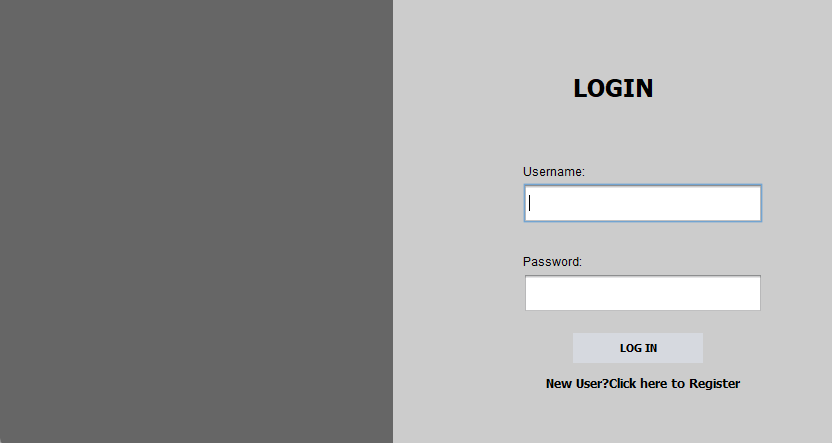 LOGIN
Username:
Password:
LOG IN
New User?Click here to Register